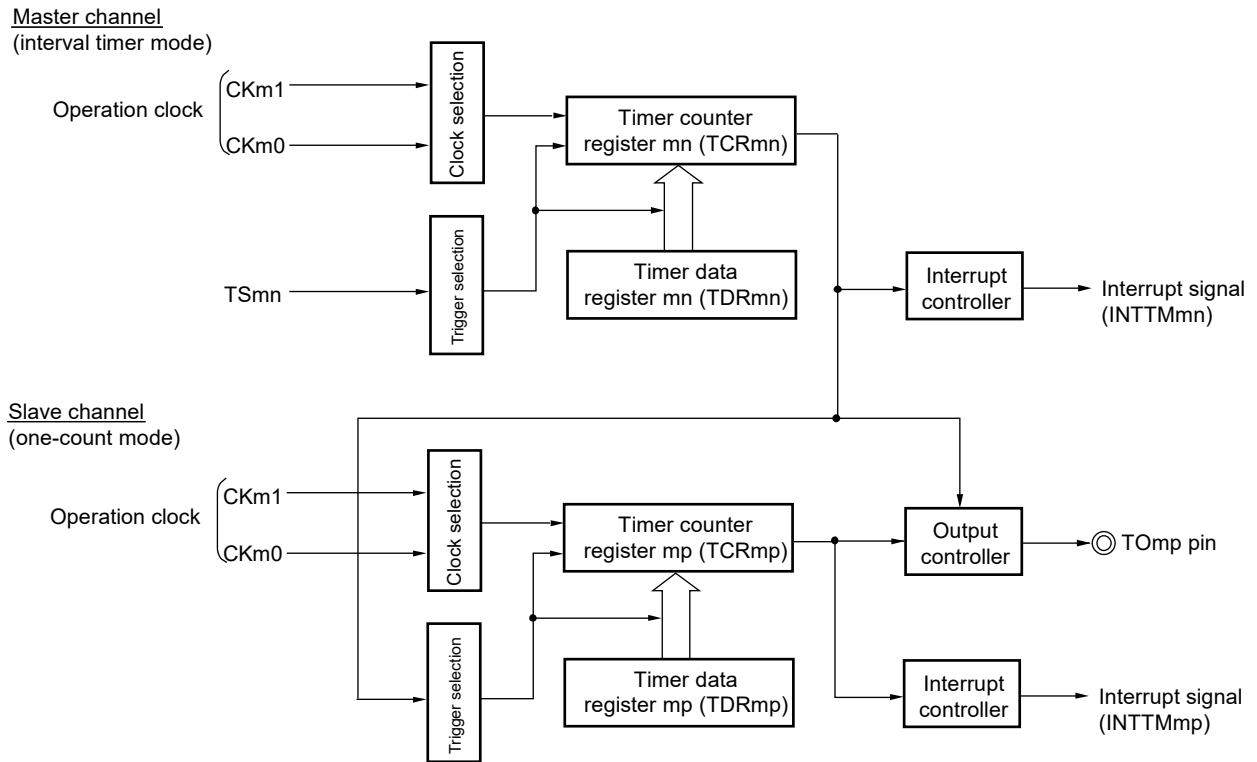 Master channel
(interval timer mode)
Operation clock
CKm1
CKm0
Clock selection
Timer counter
register mn (TCRmn)
TSmn
Trigger selection
Timer data
register mn (TDRmn)
Interrupt
controller
Interrupt signal
(INTTMmn)
Slave channel
(one-count mode)
Operation clock
CKm1
CKm0
Clock selection
Timer counter
register mp (TCRmp)
Output
controller
TOmp pin
Trigger selection
Timer data
register mp (TDRmp)
Interrupt
controller
Interrupt signal
(INTTMmp)